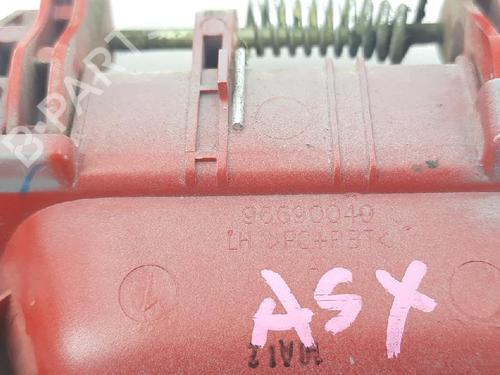 B-PARTS
96690040
LH >PC+PBT<
A
ASX